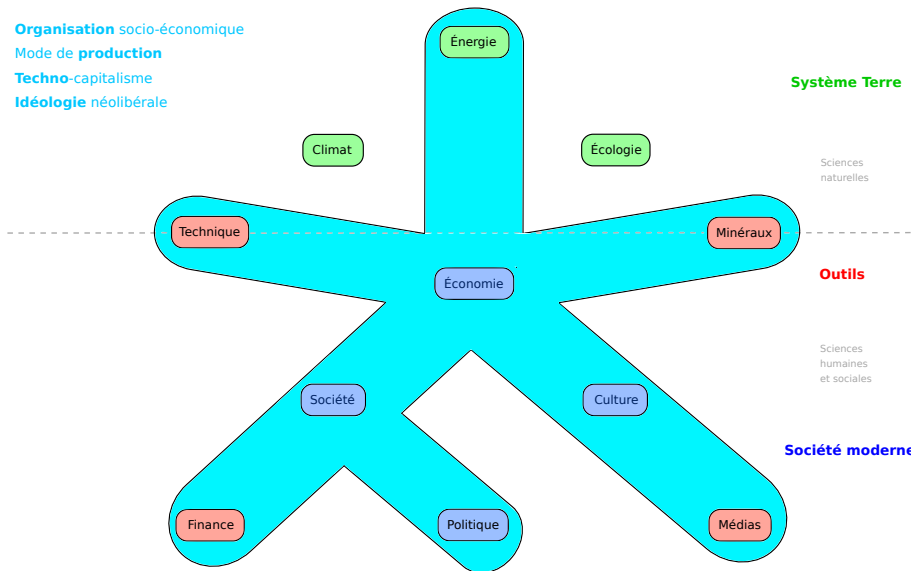 Organisation socio-économique
Mode de production
Techno-capitalisme
Idéologie néolibérale
Énergie
Système Terre
Climat
Écologie
Sciences
naturelles
Technique
Minéraux
Outils
Économie
Sciences
humaines
et sociales
Société
Culture
Société moderne
Finance
Politique
Médias